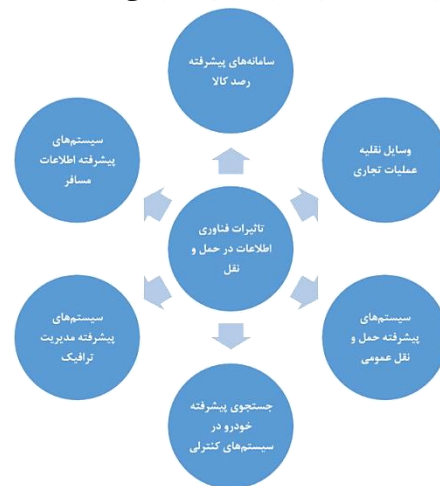 سامانه‌های پیشرفته
رصد کالا
وسایل نقلیه
عملیات تجاری
سیستم‌های
پیشرفته اطلاعات
مسافر
تاثیرات فناوری
اطلاعات در حمل و
نقل
سیستم‌های
پیشرفته حمل و
نقل عمومی
سیستم‌های
پیشرفته مدیریت
ترافیک
جستجوی پیشرفته
خودرو در
سیستم‌های کنترلی